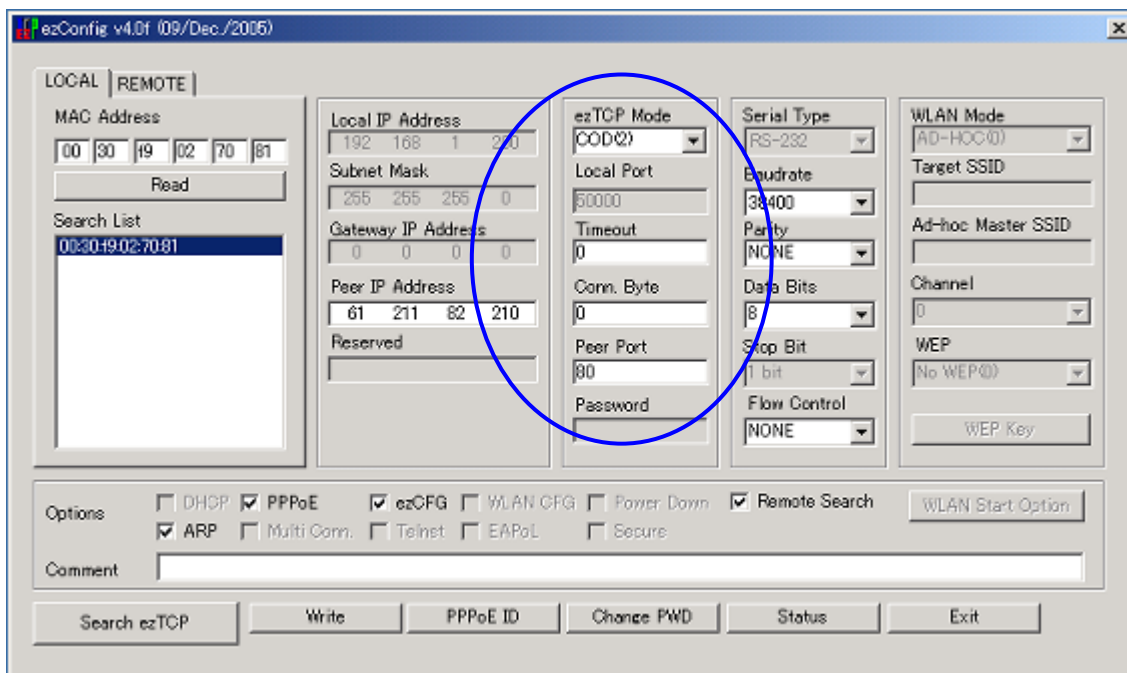 ezConfig v4.0f (09/Dec./2005)
LOCAL REMOTE
MAC Address
00 30 f9 02 70 81
Read
Search List
00:30:f9:02:70:81
Local IP Address
192 168 1 200
Subnet Mask
255 255 255 0
Gateway IP Address
0 0 0 0
Peer IP Address
61 211 82 210
Reserved
ezTCP Mode
COD(2)
Local Port
50000
Timeout
0
Conn. Byte
0
Peer Port
80
Password
Serial Type
RS-232
Baudrate
38400
Parity
NONE
Data Bits
8
Stop Bit
1 bit
Flow Control
NONE
WLAN Mode
AD-HOC(0)
Target SSID
Ad-hoc Master SSID
Channel
0
WEP
No WEP(0)
WEP Key
Options
DHCP PPPoE ezCFG WLAN CFG Power Down Remote Search
ARP Multi Conn. Telnet EAPoL Secure
WLAN Start Option
Comment
Search ezTCP Write PPPoE ID Change PWD Status Exit